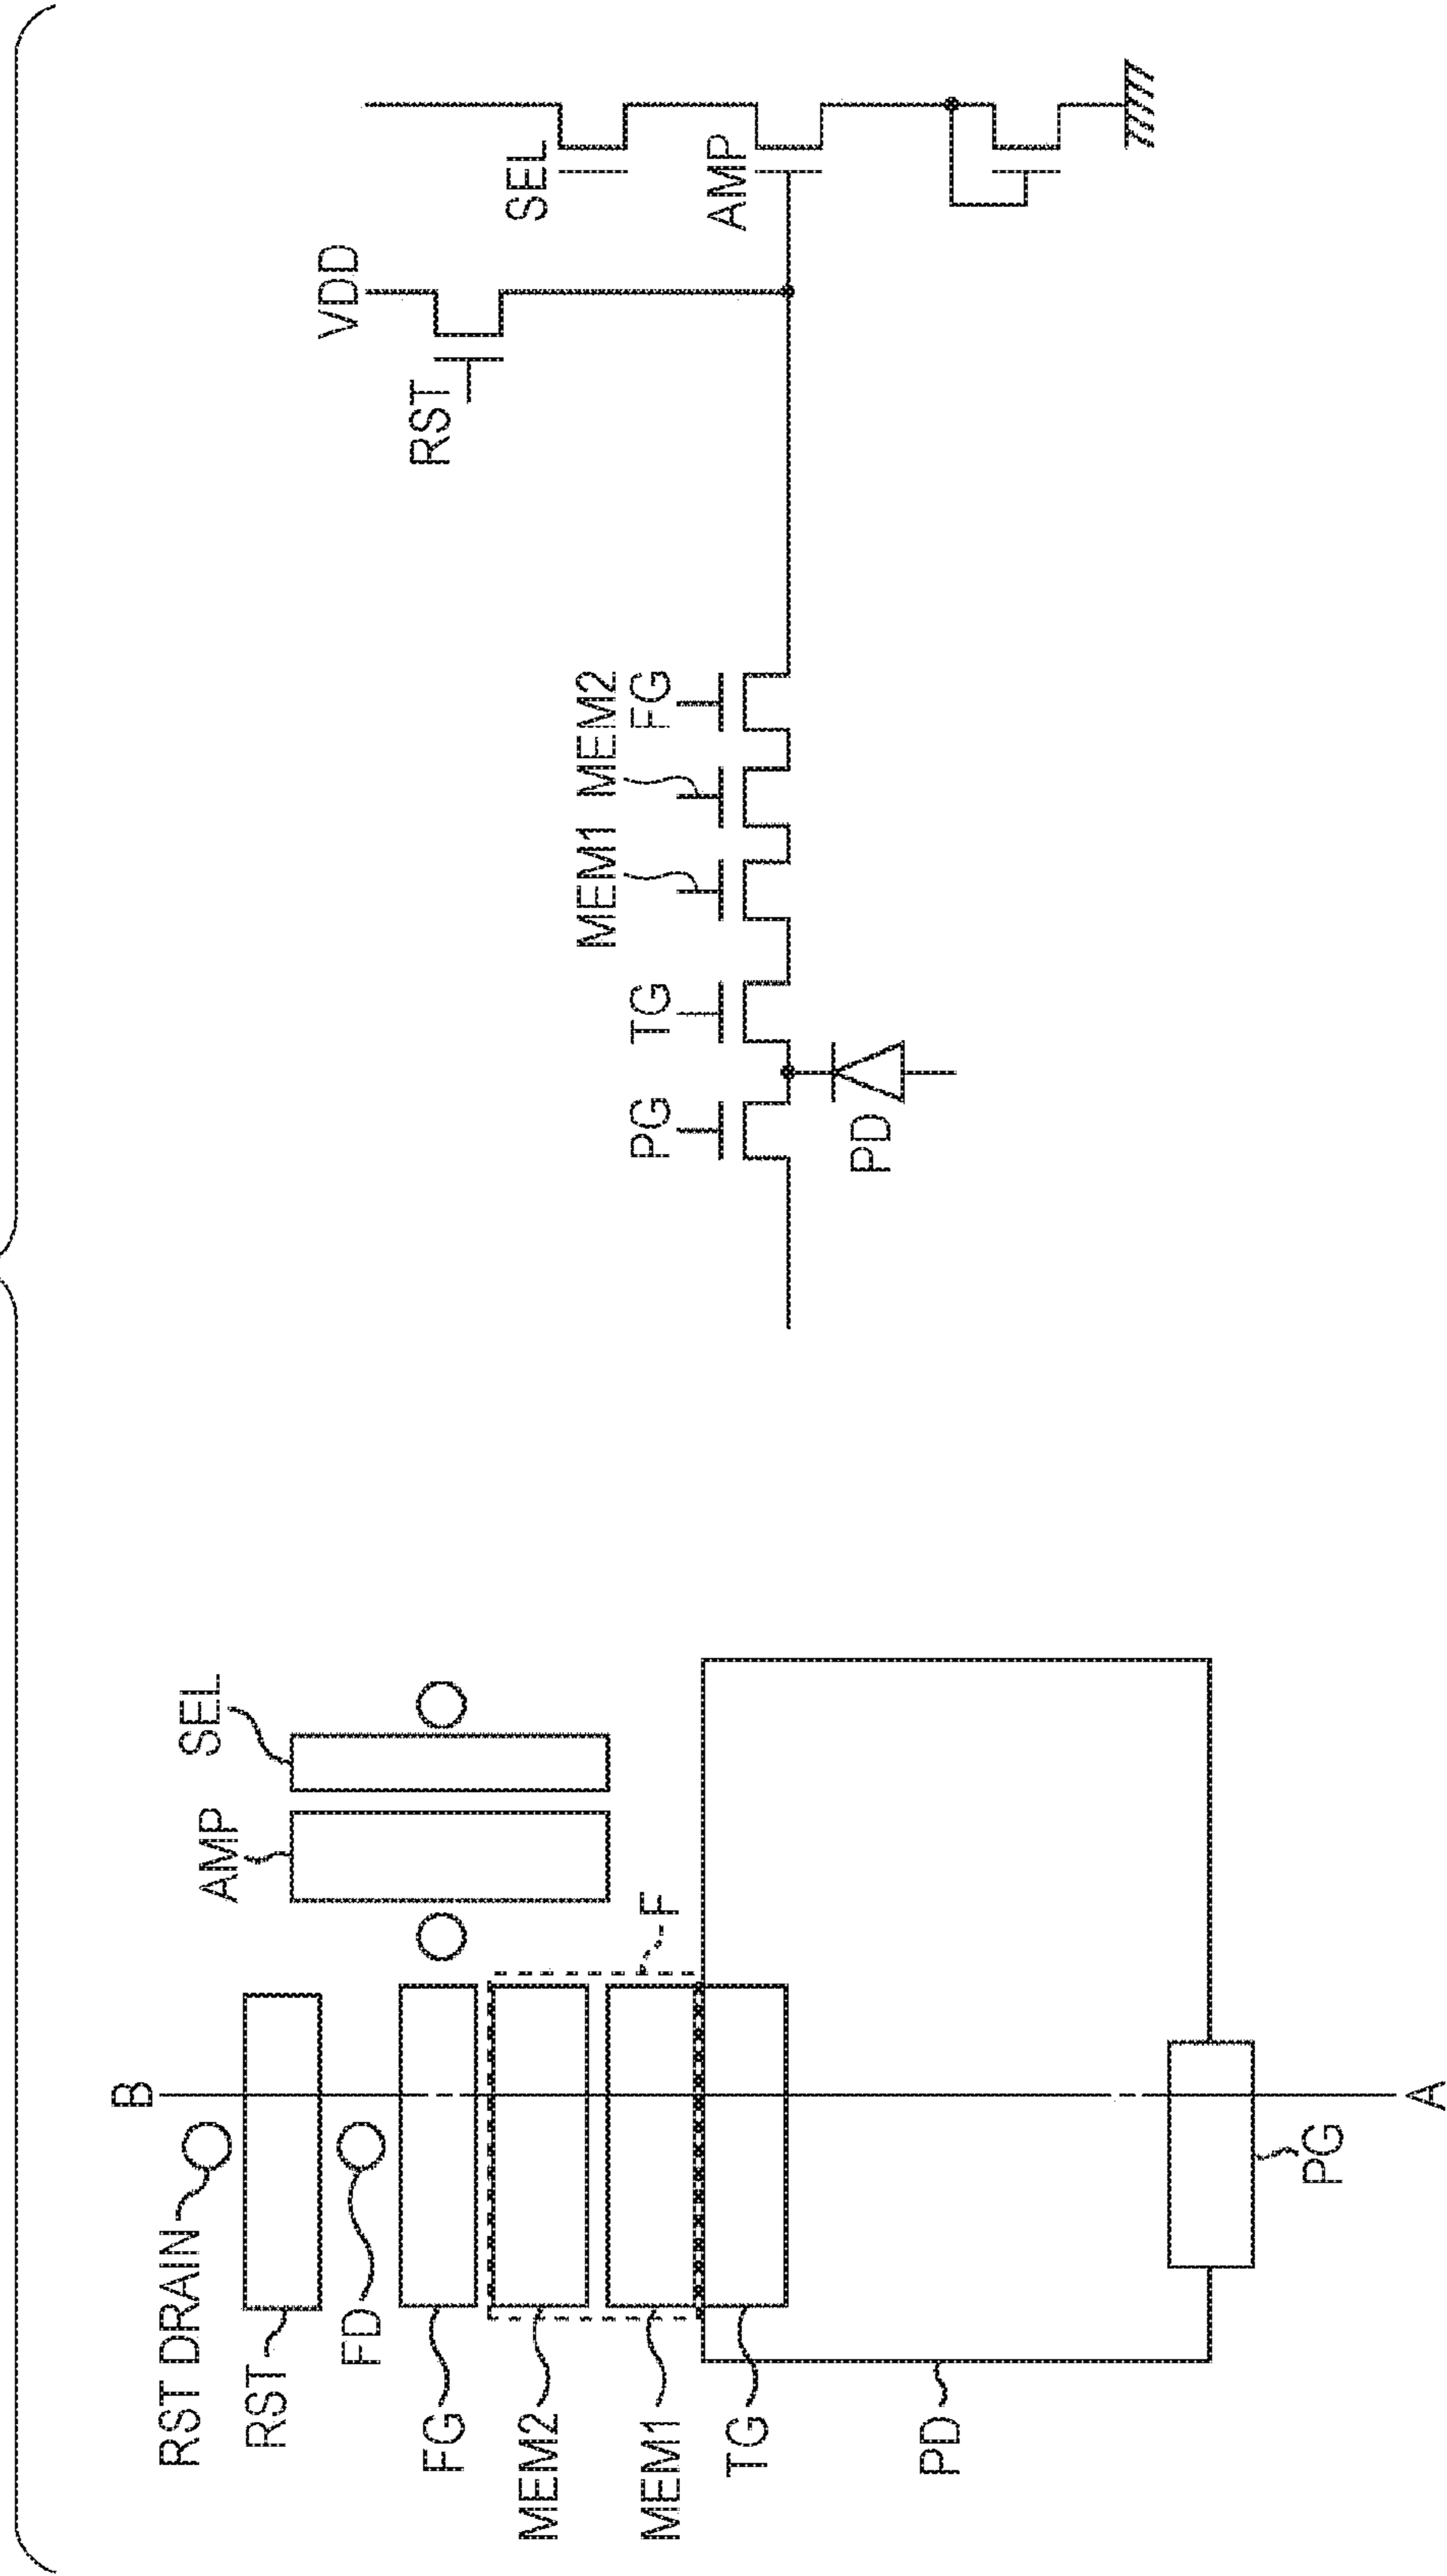 RST DRAIN
RST
FD
FG
MEM2
MEM1
TG
PD
B
A
PG
F
AMP
SEL
PG
TG
MEM1
MEM2
FG
PD
RST
VDD
SEL
AMP